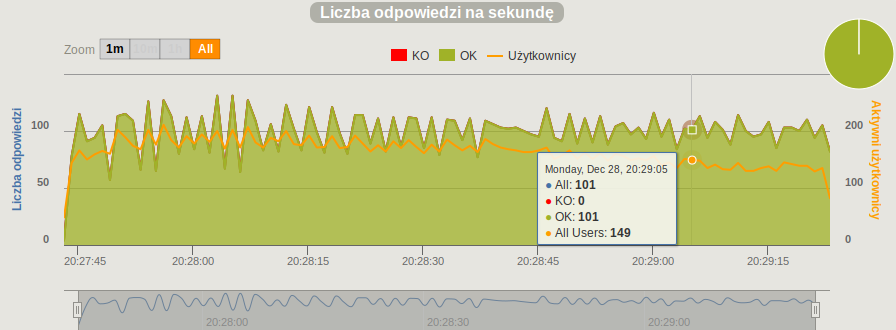 Liczba odpowiedzi na sekundę
Zoom 1m 10m 1h All
KO OK Użytkownicy
Liczba odpowiedzi
100
50
0
Aktywni użytkownicy
200
100
0
Monday, Dec 28, 20:29:05
All: 101
KO: 0
OK: 101
All Users: 149
20:27:45 20:28:00 20:28:15 20:28:30 20:28:45 20:29:00 20:29:15
20:28:00 20:28:30 20:29:00